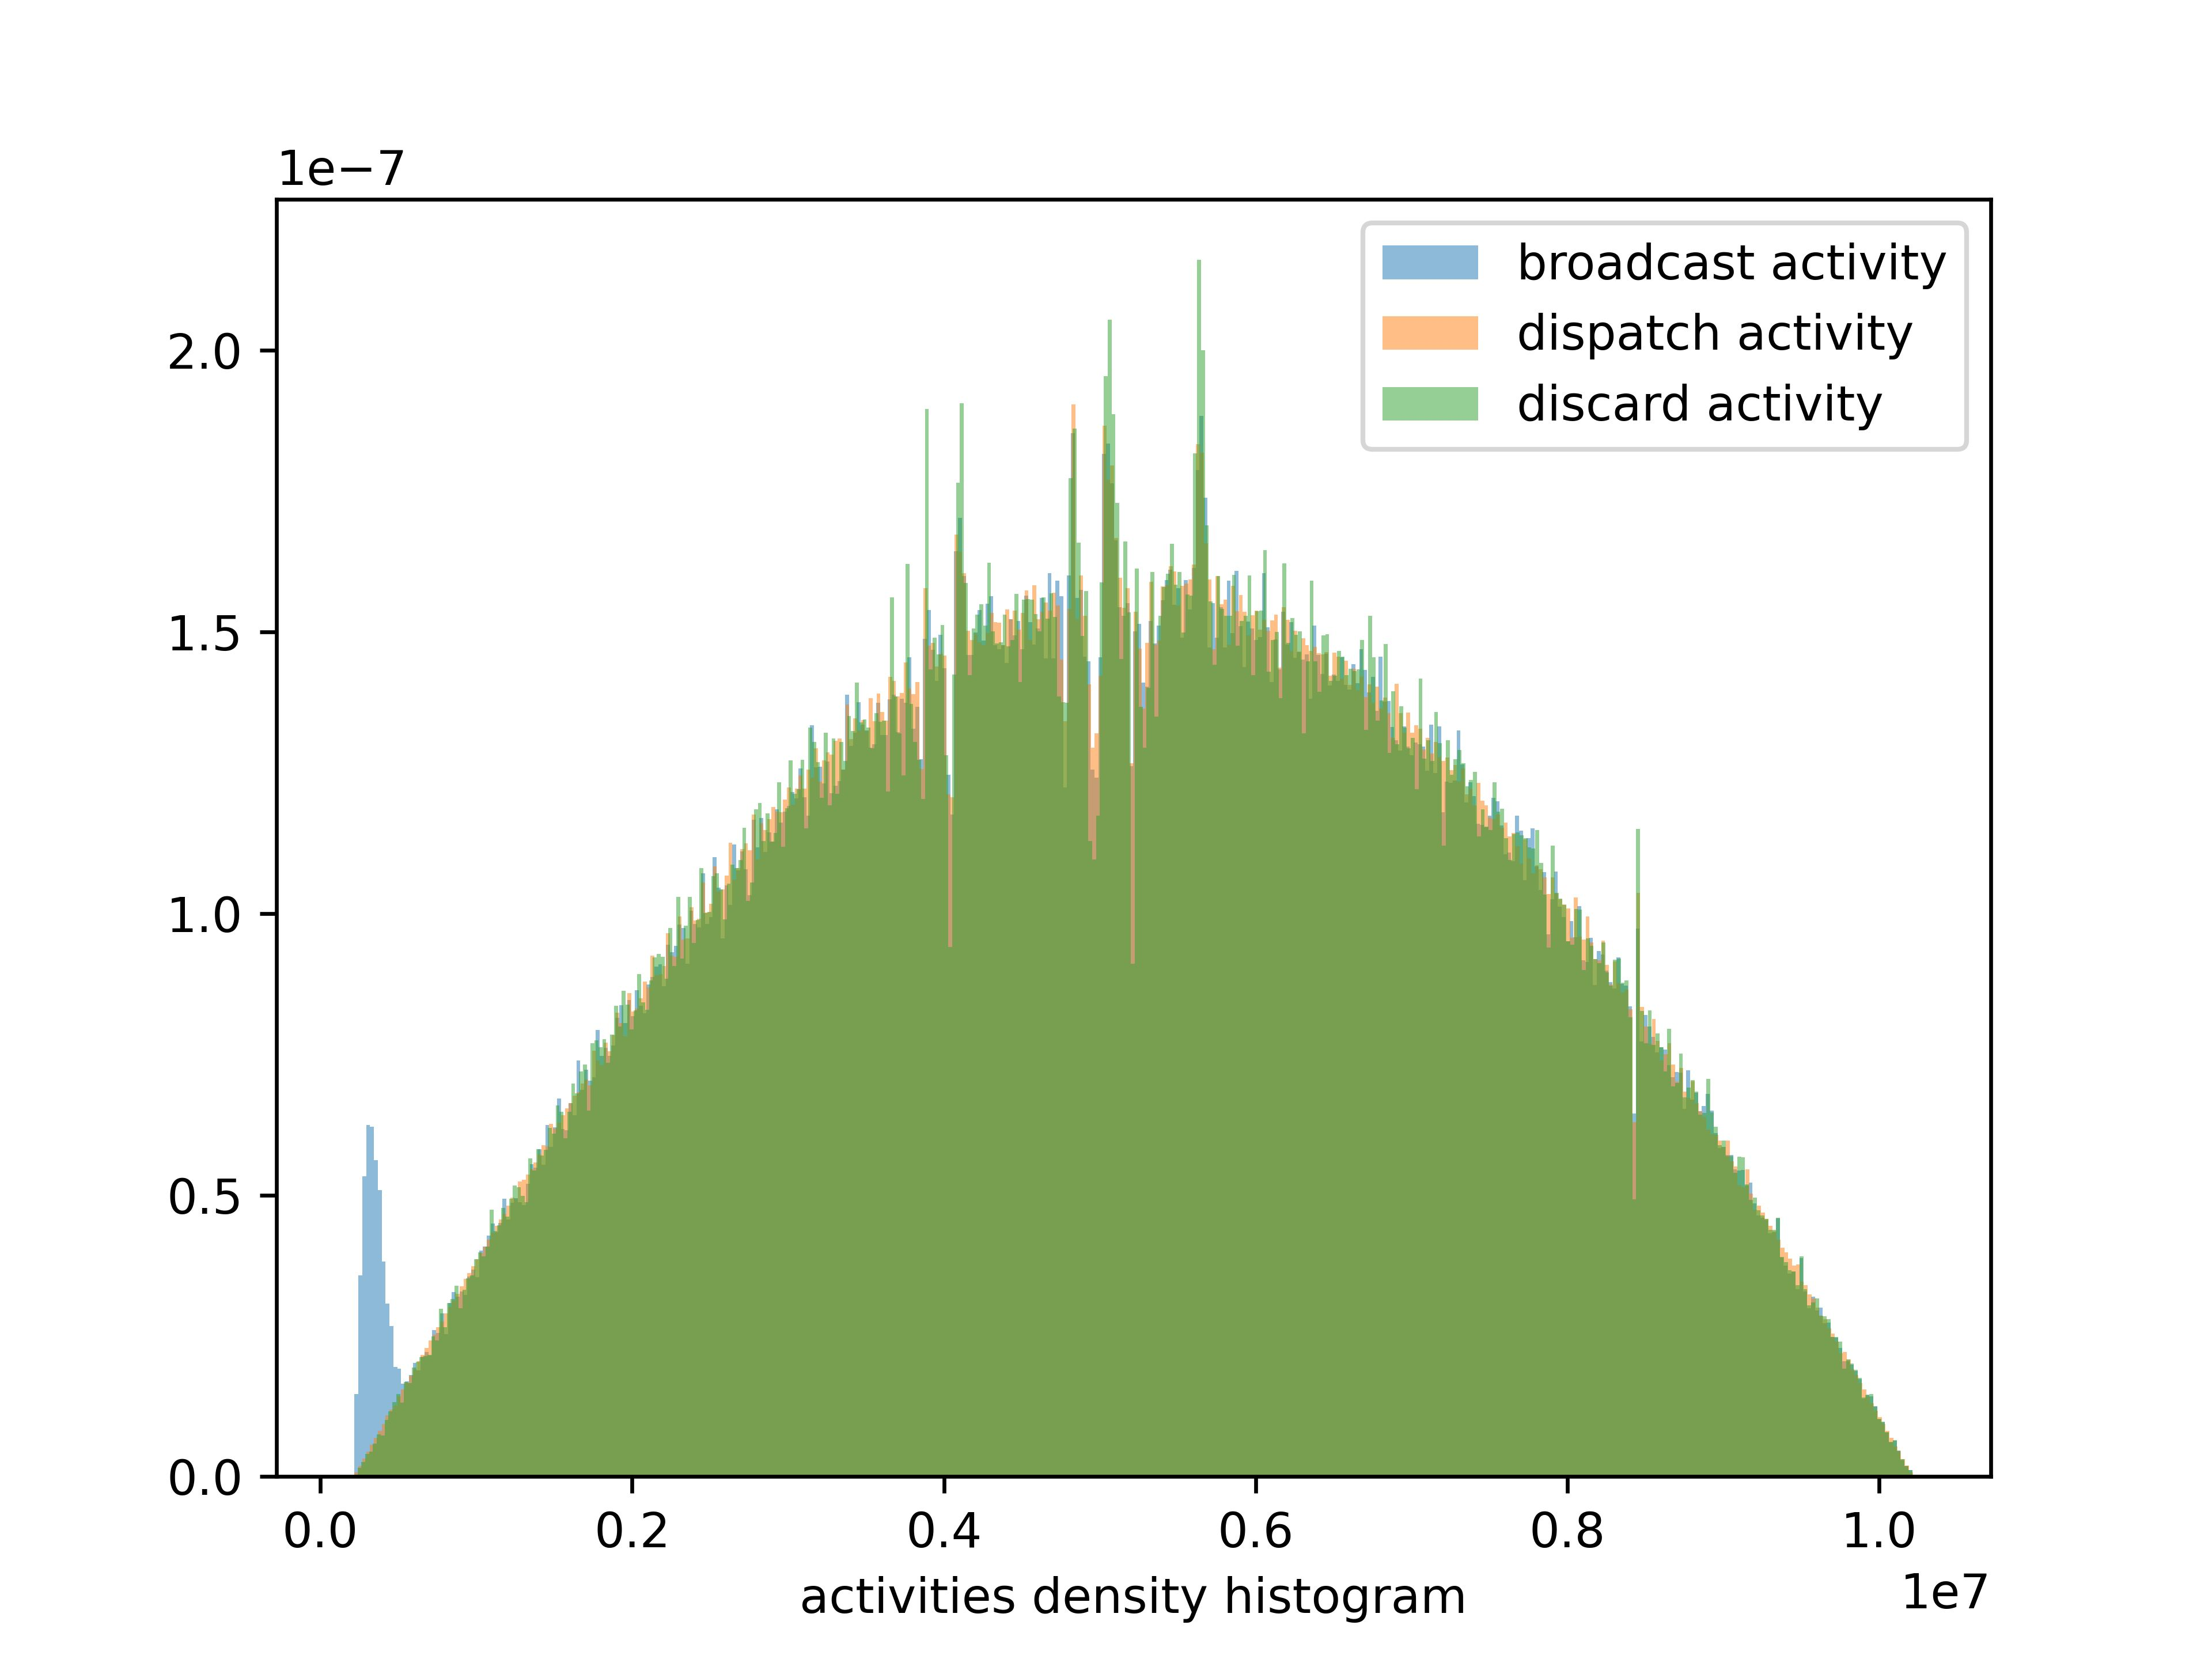 1e−7
broadcast activity
dispatch activity
discard activity
2.0
1.5
1.0
0.5
0.0
0.0 0.2 0.4 0.6 0.8 1.0
1e7
activities density histogram